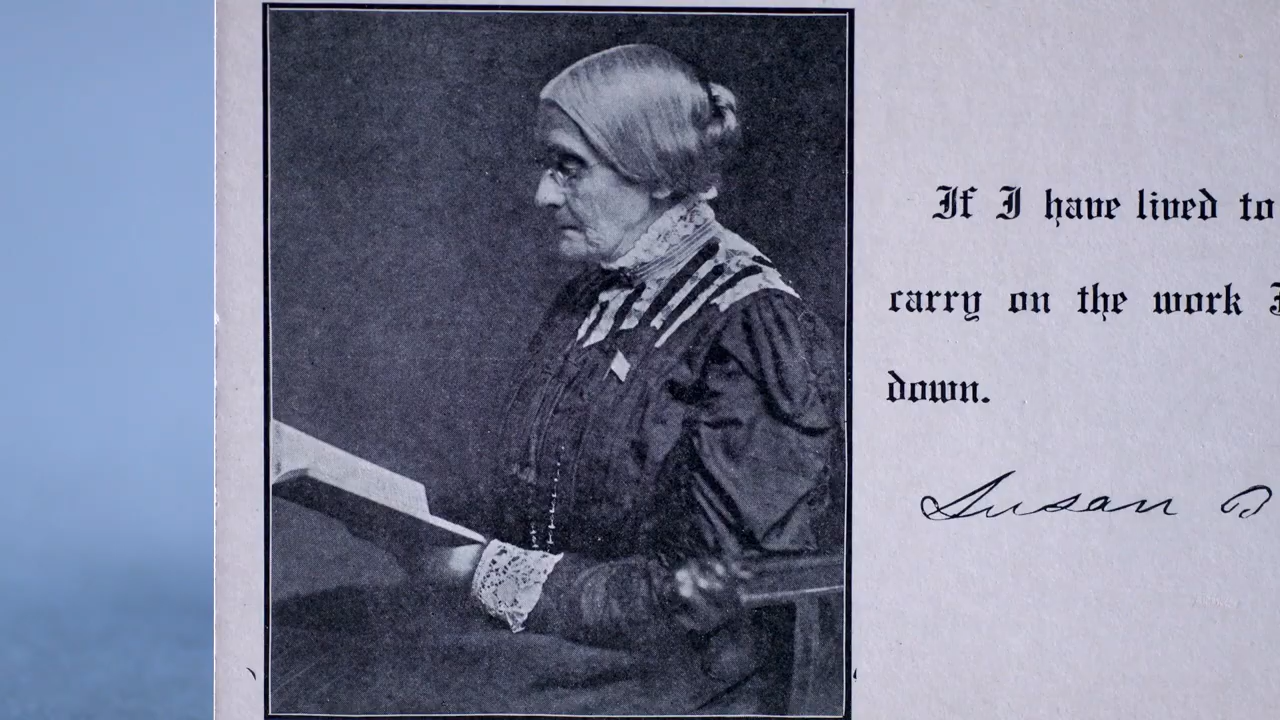 If I have lived to
carry on the work
down.
Susan B